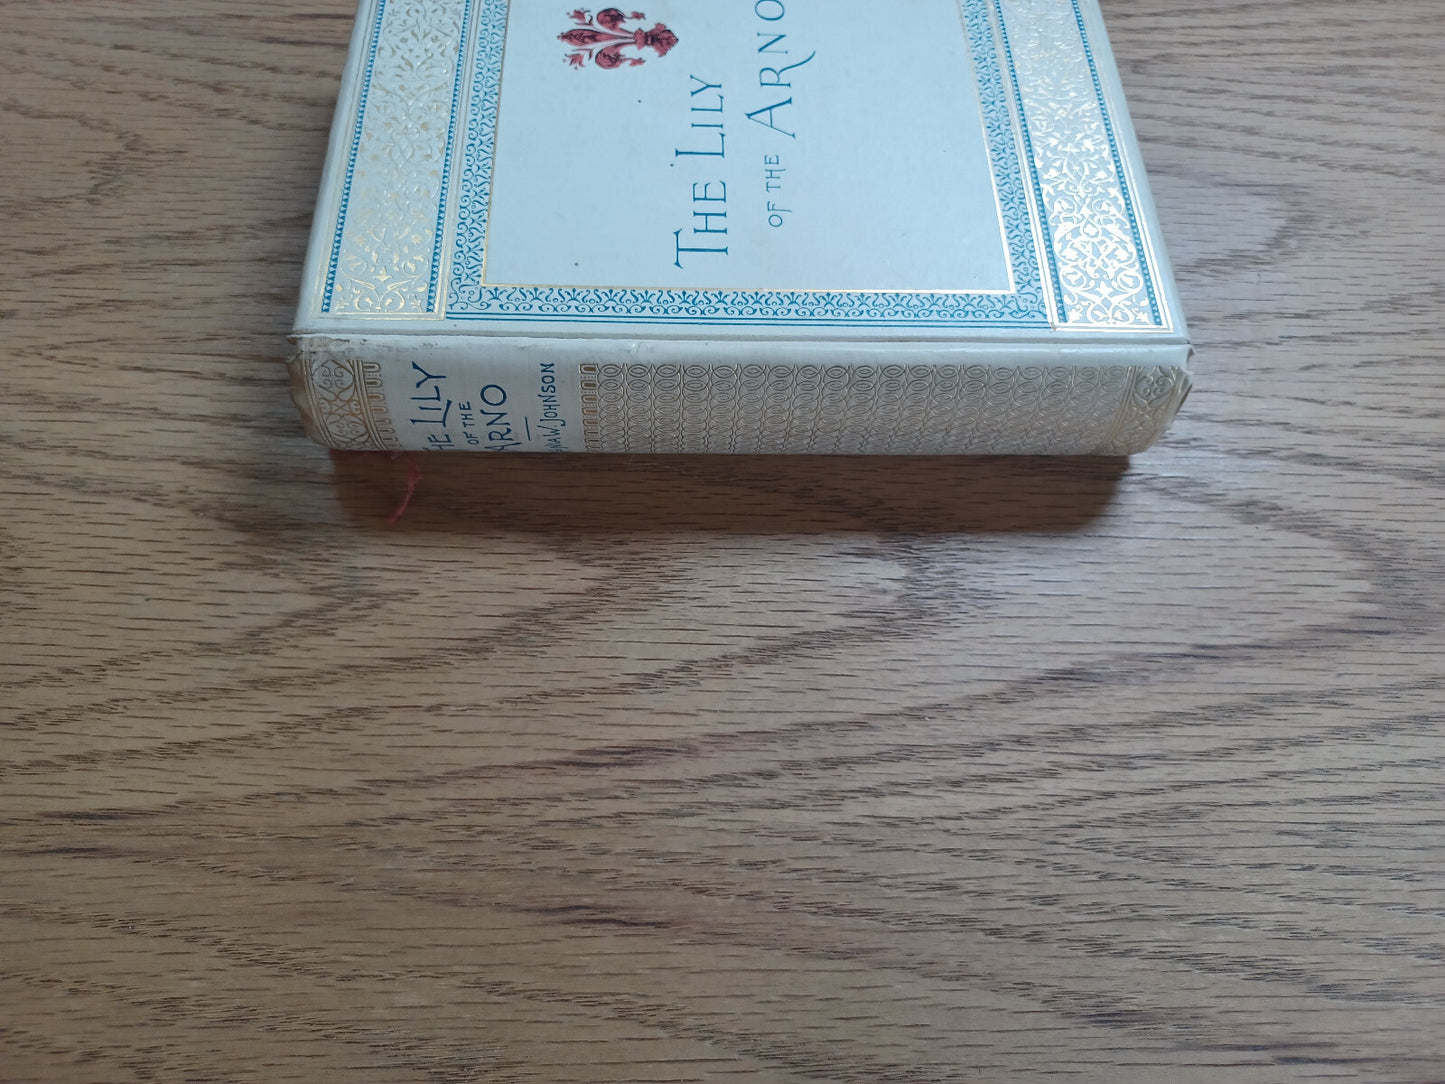 THE LILY
OF THE ARNO
THE LILY
OF THE
ARNO
W. JOHNSON